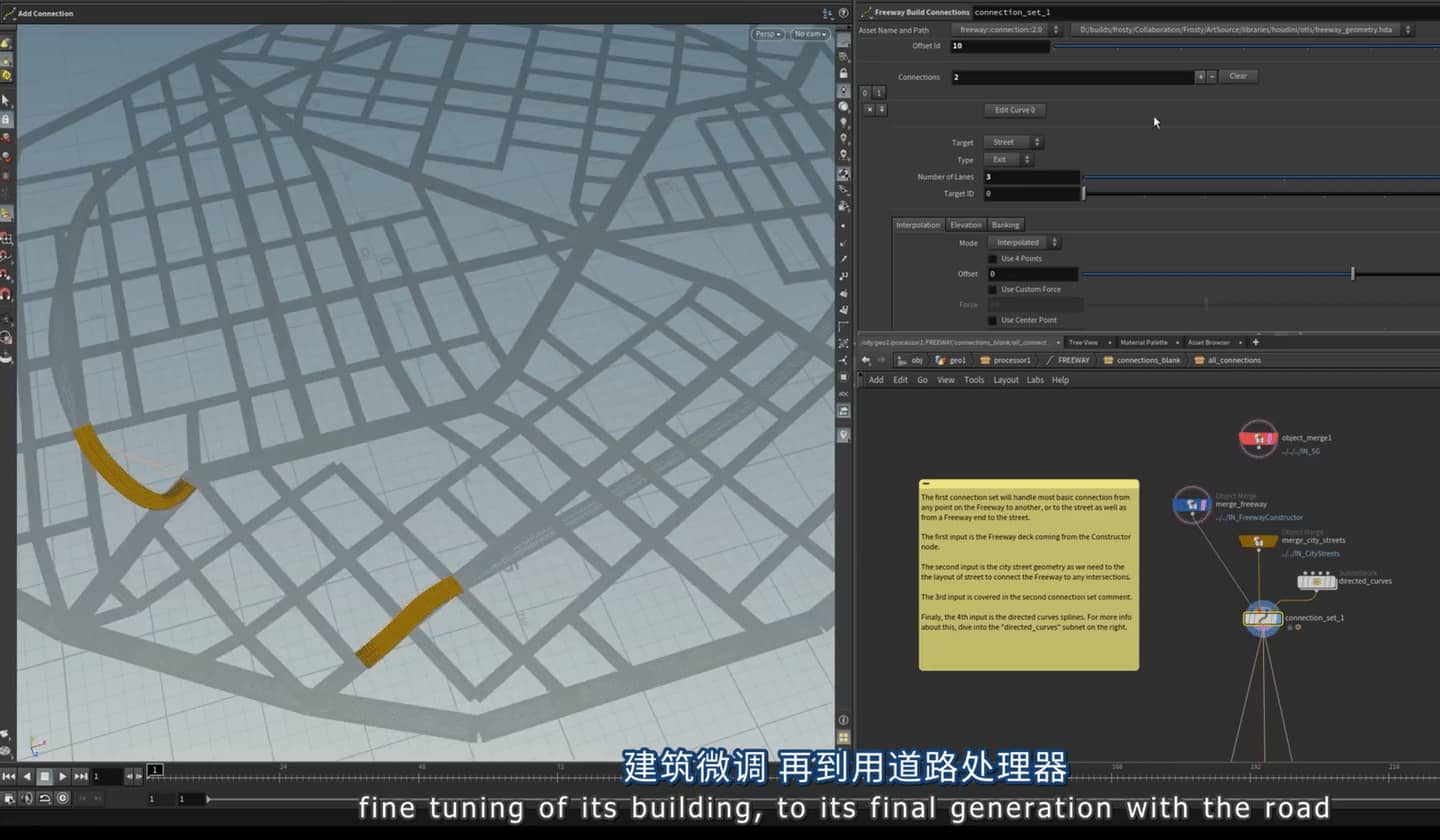 Add Connection
Persp
No cam
Freeway Build Connections connection_set_1
Asset Name and Path freeway::connection::2.0 D:/builds/frosty/Collaboration/Frosty/ArtSource/libraries/houdini/otls/freeway_geometry.hda
Offset Id 10
Connections 2 + - Clear
0 1
Edit Curve 0
Target Street
Type Exit
Number of Lanes 3
Target ID 0
Interpolation Elevation Banking
Mode Interpolated
Use 4 Points
Offset 0
Use Custom Force
Force
Use Center Point
/obj/geo1/processor1/FREEWAY/connections_blank/all_connect... Tree View Material Palette Asset Browser
obj geo1 processor1 FREEWAY connections_blank all_connections
Add Edit Go View Tools Layout Labs Help
object_merge1
../../../IN_SG
Object Merge
merge_freeway
../../IN_FreewayConstructor
Object Merge
merge_city_streets
../../IN_CityStreets
Subnetwork
directed_curves
connection_set_1
The first connection set will handle most basic connection from
any point on the Freeway to another, or to the street as well as
from a Freeway end to the street.
The first input is the Freeway deck coming from the Constructor
node.
The second input is the city street geometry as we need to the
the layout of street to connect the Freeway to any intersections.
The 3rd input is covered in the second connection set comment.
Finally, the 4th input is the directed curves splines. For more info
about this, dive into the "directed_curves" subnet on the right.
abc
1 1 24 48 72 168 192 216
1 1
建筑微调 再到用道路处理器
fine tuning of its building, to its final generation with the road